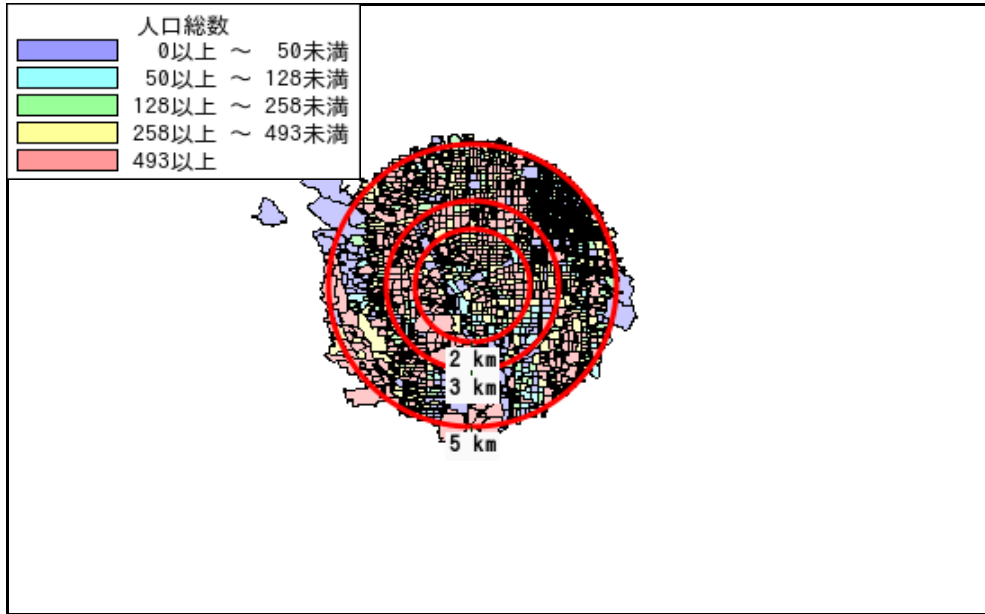 人口総数
0以上 ～ 50未満
50以上 ～ 128未満
128以上 ～ 258未満
258以上 ～ 493未満
493以上
2 km
3 km
5 km